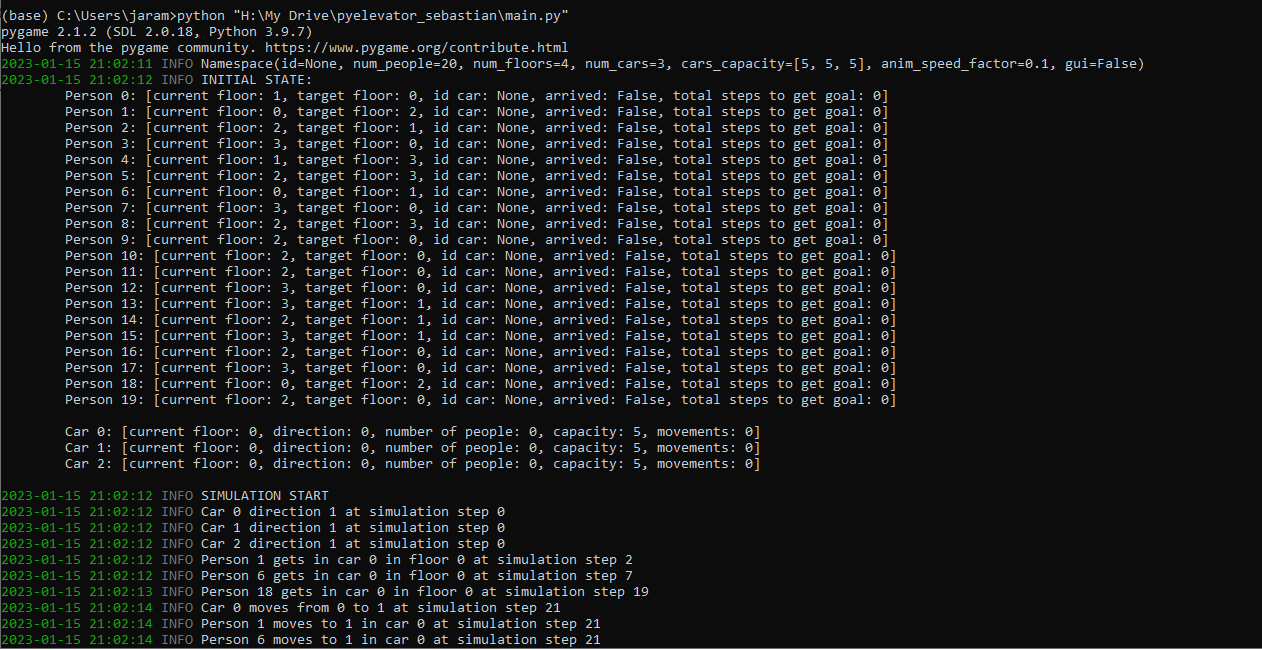 (base) C:\Users\jaram>python "H:\My Drive\pyelevator_sebastian\main.py"
pygame 2.1.2 (SDL 2.0.18, Python 3.9.7)
Hello from the pygame community. https://www.pygame.org/contribute.html
2023-01-15 21:02:11 INFO Namespace(id=None, num_people=20, num_floors=4, num_cars=3, cars_capacity=[5, 5, 5], anim_speed_factor=0.1, gui=False)
2023-01-15 21:02:12 INFO INITIAL STATE:
Person 0: [current floor: 1, target floor: 0, id car: None, arrived: False, total steps to get goal: 0]
Person 1: [current floor: 0, target floor: 2, id car: None, arrived: False, total steps to get goal: 0]
Person 2: [current floor: 2, target floor: 1, id car: None, arrived: False, total steps to get goal: 0]
Person 3: [current floor: 3, target floor: 0, id car: None, arrived: False, total steps to get goal: 0]
Person 4: [current floor: 1, target floor: 3, id car: None, arrived: False, total steps to get goal: 0]
Person 5: [current floor: 2, target floor: 3, id car: None, arrived: False, total steps to get goal: 0]
Person 6: [current floor: 0, target floor: 1, id car: None, arrived: False, total steps to get goal: 0]
Person 7: [current floor: 3, target floor: 0, id car: None, arrived: False, total steps to get goal: 0]
Person 8: [current floor: 2, target floor: 3, id car: None, arrived: False, total steps to get goal: 0]
Person 9: [current floor: 2, target floor: 0, id car: None, arrived: False, total steps to get goal: 0]
Person 10: [current floor: 2, target floor: 0, id car: None, arrived: False, total steps to get goal: 0]
Person 11: [current floor: 2, target floor: 0, id car: None, arrived: False, total steps to get goal: 0]
Person 12: [current floor: 3, target floor: 0, id car: None, arrived: False, total steps to get goal: 0]
Person 13: [current floor: 3, target floor: 1, id car: None, arrived: False, total steps to get goal: 0]
Person 14: [current floor: 2, target floor: 1, id car: None, arrived: False, total steps to get goal: 0]
Person 15: [current floor: 3, target floor: 1, id car: None, arrived: False, total steps to get goal: 0]
Person 16: [current floor: 2, target floor: 0, id car: None, arrived: False, total steps to get goal: 0]
Person 17: [current floor: 3, target floor: 0, id car: None, arrived: False, total steps to get goal: 0]
Person 18: [current floor: 0, target floor: 2, id car: None, arrived: False, total steps to get goal: 0]
Person 19: [current floor: 2, target floor: 0, id car: None, arrived: False, total steps to get goal: 0]
Car 0: [current floor: 0, direction: 0, number of people: 0, capacity: 5, movements: 0]
Car 1: [current floor: 0, direction: 0, number of people: 0, capacity: 5, movements: 0]
Car 2: [current floor: 0, direction: 0, number of people: 0, capacity: 5, movements: 0]
2023-01-15 21:02:12 INFO SIMULATION START
2023-01-15 21:02:12 INFO Car 0 direction 1 at simulation step 0
2023-01-15 21:02:12 INFO Car 1 direction 1 at simulation step 0
2023-01-15 21:02:12 INFO Car 2 direction 1 at simulation step 0
2023-01-15 21:02:12 INFO Person 1 gets in car 0 in floor 0 at simulation step 2
2023-01-15 21:02:12 INFO Person 6 gets in car 0 in floor 0 at simulation step 7
2023-01-15 21:02:13 INFO Person 18 gets in car 0 in floor 0 at simulation step 19
2023-01-15 21:02:14 INFO Car 0 moves from 0 to 1 at simulation step 21
2023-01-15 21:02:14 INFO Person 1 moves to 1 in car 0 at simulation step 21
2023-01-15 21:02:14 INFO Person 6 moves to 1 in car 0 at simulation step 21